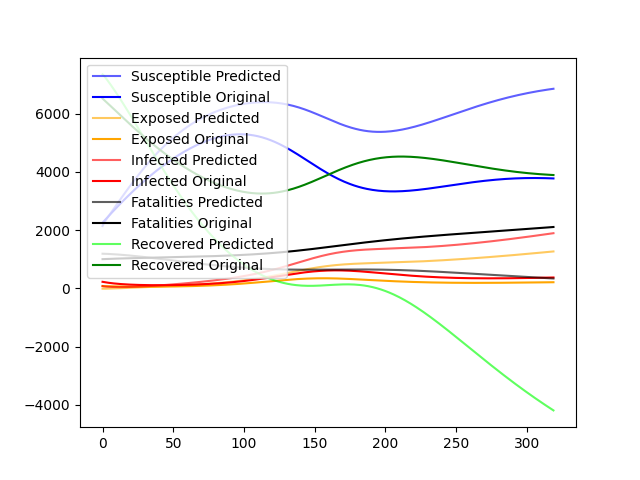 Susceptible Predicted
Susceptible Original
Exposed Predicted
Exposed Original
Infected Predicted
Infected Original
Fatalities Predicted
Fatalities Original
Recovered Predicted
Recovered Original
6000
4000
2000
0
−2000
−4000
0 50 100 150 200 250 300